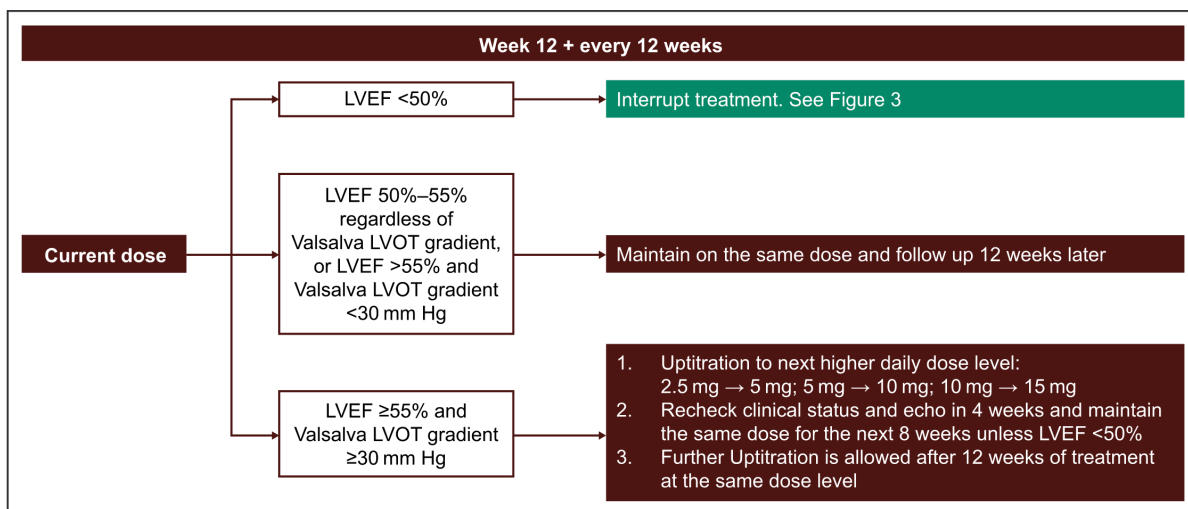 Week 12 + every 12 weeks
LVEF <50%
Interrupt treatment. See Figure 3
Current dose
LVEF 50%–55%
regardless of
Valsalva LVOT gradient,
or LVEF >55% and
Valsalva LVOT gradient
<30 mm Hg
Maintain on the same dose and follow up 12 weeks later
LVEF ≥55% and
Valsalva LVOT gradient
≥30 mm Hg
1. Uptitration to next higher daily dose level:
2.5 mg → 5 mg; 5 mg → 10 mg; 10 mg → 15 mg
2. Recheck clinical status and echo in 4 weeks and maintain
the same dose for the next 8 weeks unless LVEF <50%
3. Further Uptitration is allowed after 12 weeks of treatment
at the same dose level